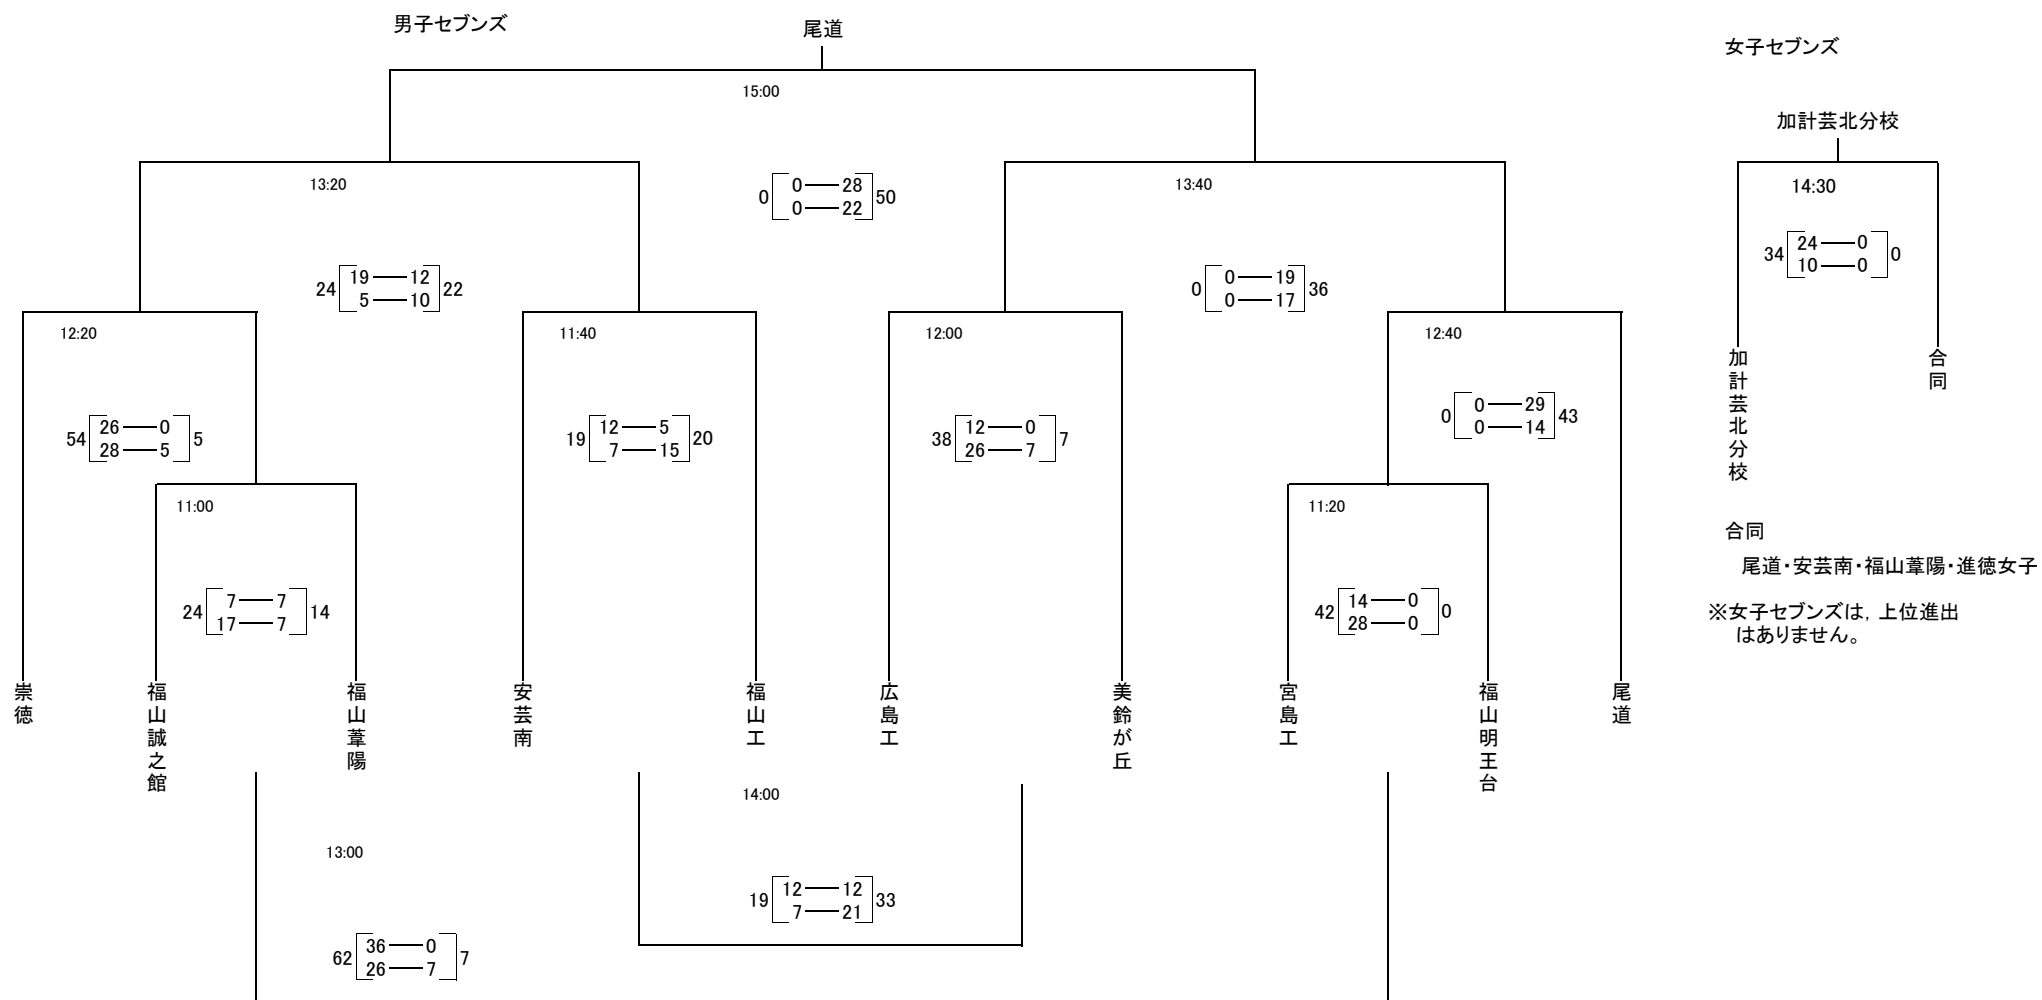 男子セブンズ
尾道
15:00
13:20
0 0 28 50
0 22
13:40
24 19 12 22
5 10
0 0 19 36
0 17
12:20
11:40
12:00
12:40
54 26 0 5
28 5
19 12 5 20
7 15
38 12 0 7
26 7
0 0 29 43
0 14
11:00
11:20
24 7 7 14
17 7
42 14 0 0
28 0
崇徳
福山誠之館
福山葦陽
安芸南
福山工
広島工
美鈴が丘
宮島工
福山明王台
尾道
14:00
13:00
19 12 12 33
7 21
62 36 0 7
26 7
女子セブンズ
加計芸北分校
14:30
34 24 0 0
10 0
加計芸北分校
合同
合同
尾道・安芸南・福山葦陽・進徳女子
※女子セブンズは，上位進出
はありません。